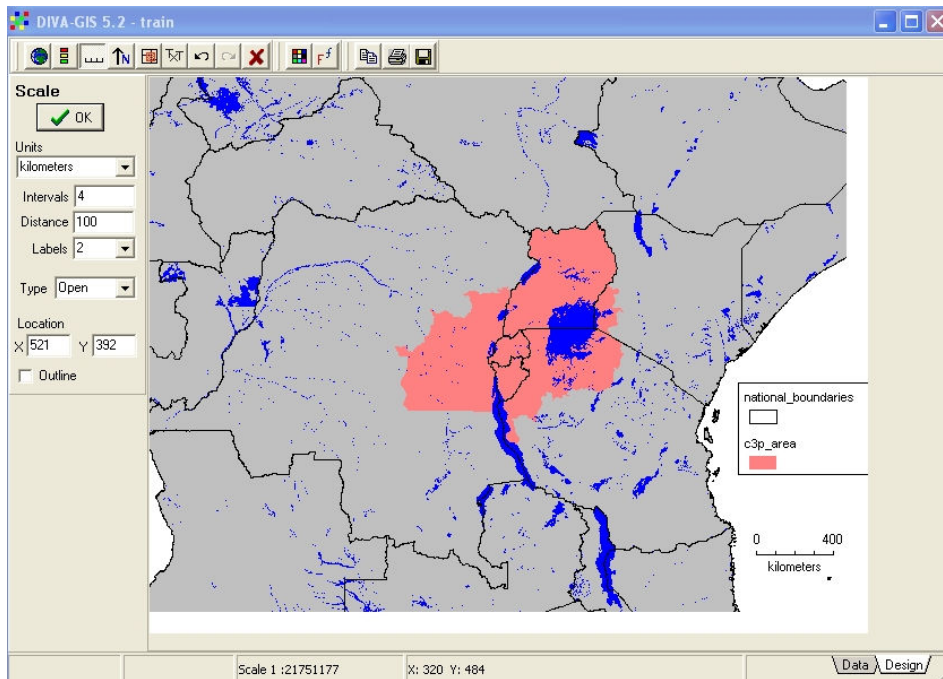 DIVA-GIS 5.2 - train
N
TXT
F f
Scale
OK
Units
kilometers
Intervals 4
Distance 100
Labels 2
Type Open
Location
X 521 Y 392
Outline
national_boundaries
c3p_area
0 400
kilometers
Scale 1 :21751177
X: 320 Y: 484
Data Design